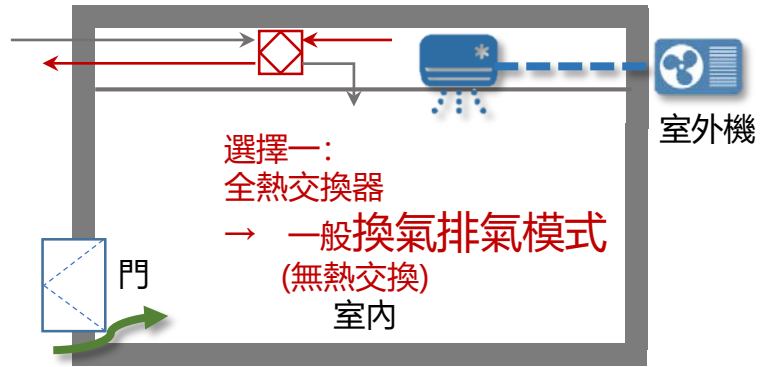 室外機
選擇一：
全熱交換器
→ 一般換氣排氣模式
(無熱交換)
門
室內